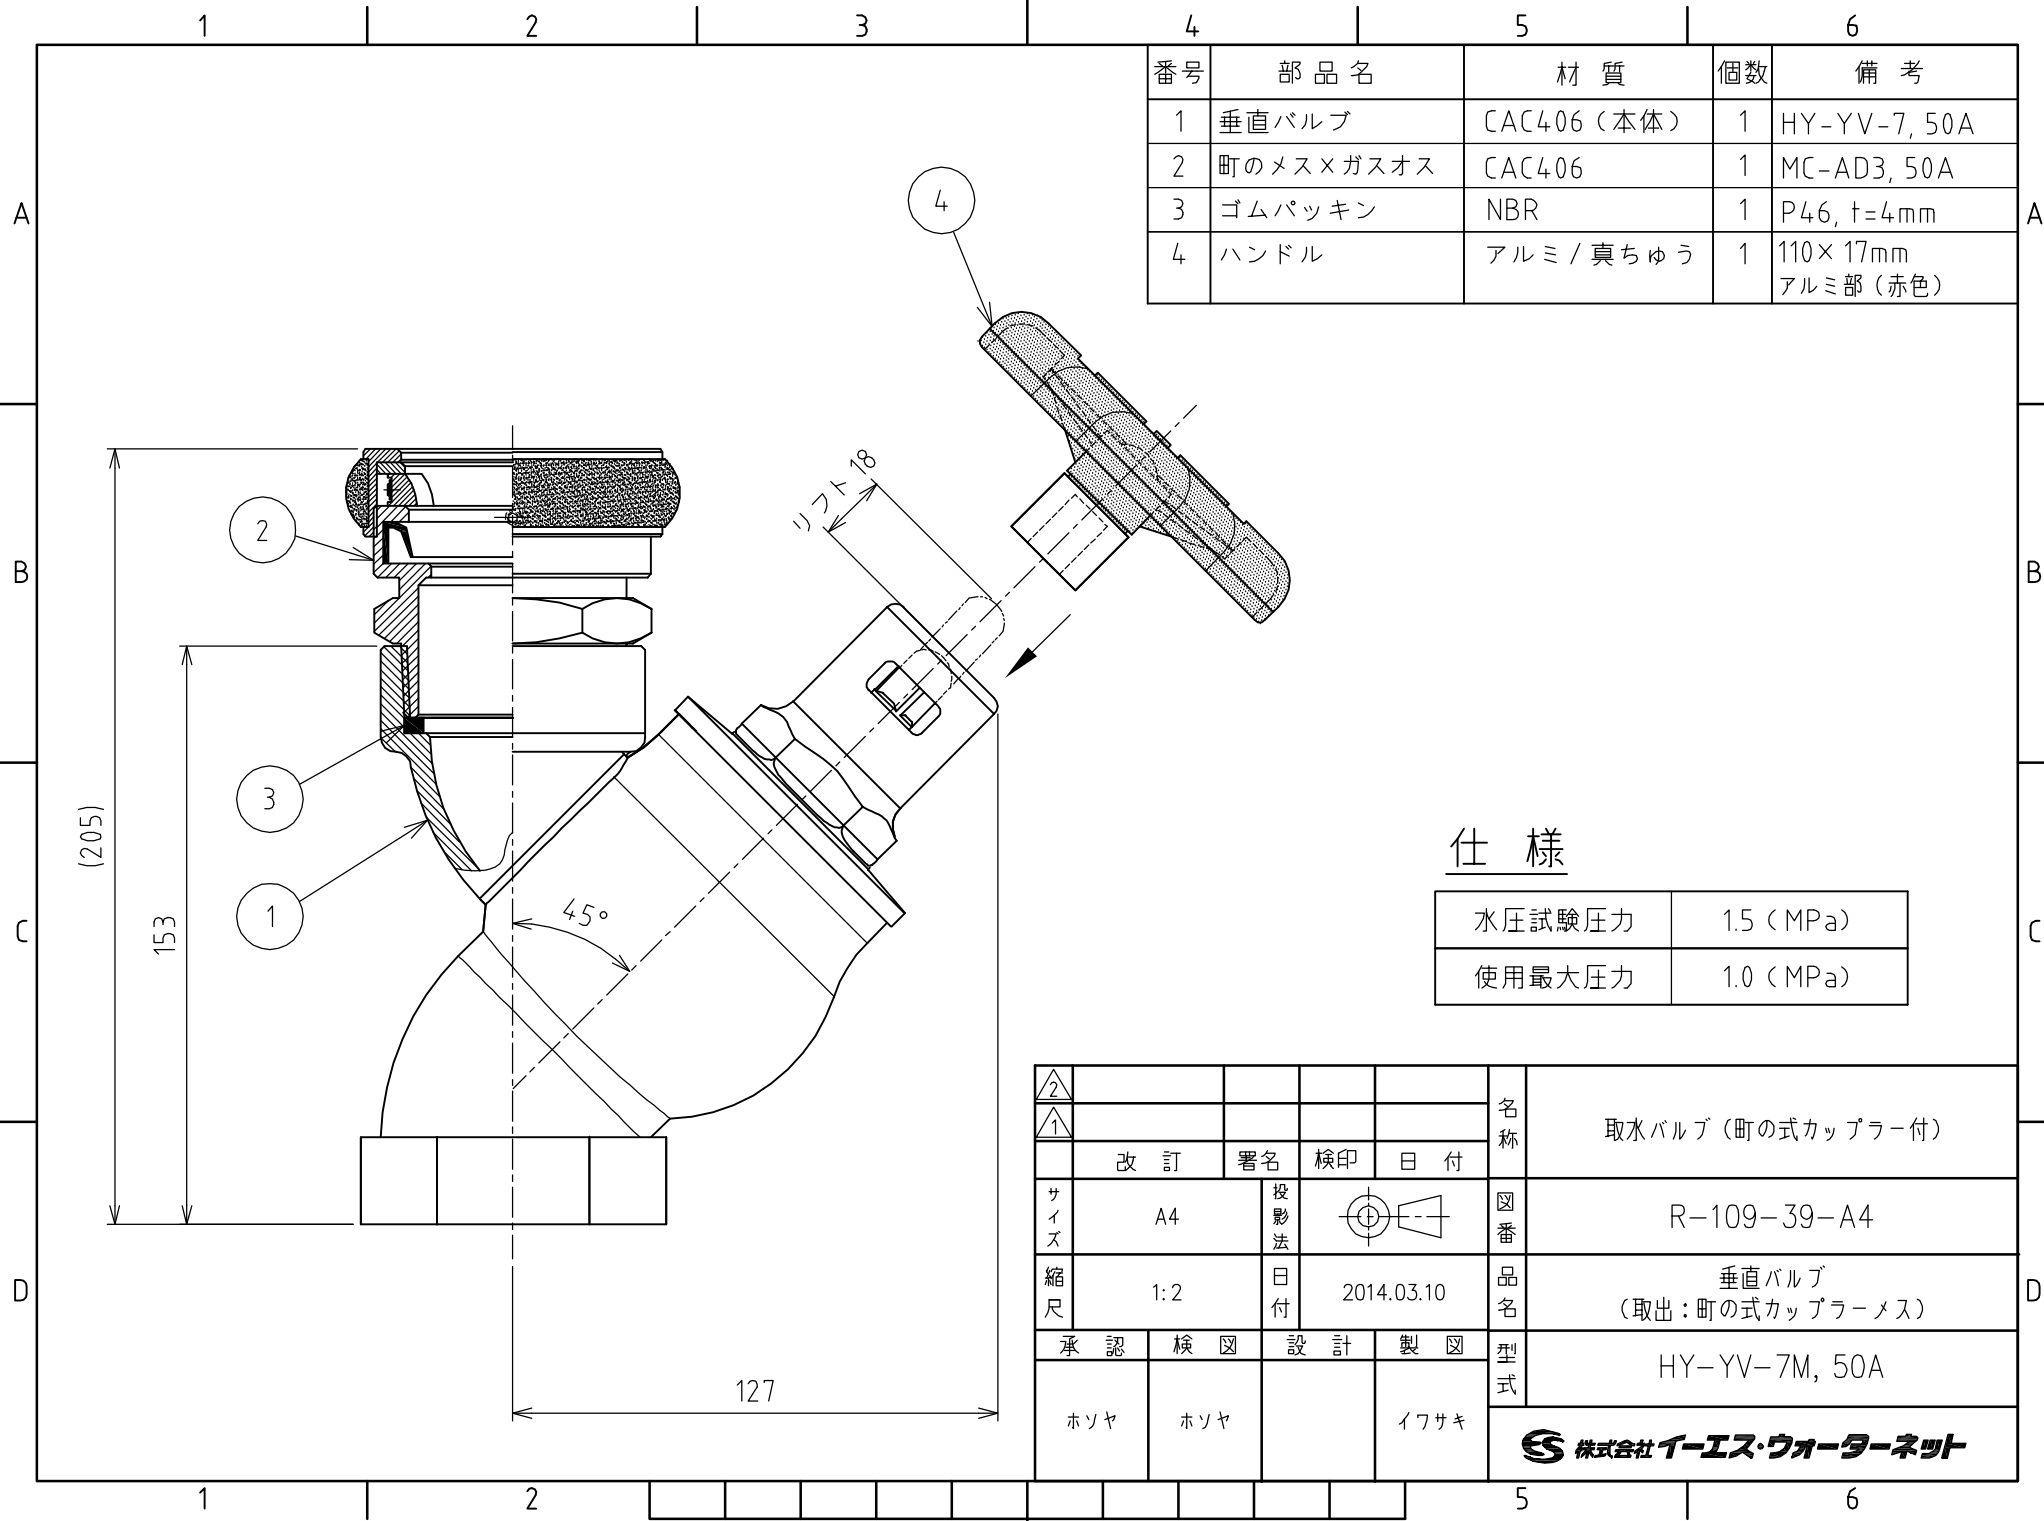 1 2 3 4 5 6
番号 部品名 材質 個数 備考
1 垂直バルブ CAC406（本体） 1 HY-YV-7, 50A
2 町のメス×ガスオス CAC406 1 MC-AD3, 50A
3 ゴムパッキン NBR 1 P46, t=4mm
4 ハンドル アルミ/真ちゅう 1 110×17mm
アルミ部（赤色）
A A
4
リフト18
2
B B
3
(205)
45°
153
1
C C
仕様
水圧試験圧力 1.5（MPa）
使用最大圧力 1.0（MPa）
2
1
改訂 署名 検印 日付
名称 取水バルブ（町の式カップラー付）
サイズ A4 投影法
図番 R-109-39-A4
縮尺 1:2 日付 2014.03.10
品名 垂直バルブ
（取出：町の式カップラーメス）
D D
承認 検図 設計 製図
型式 HY-YV-7M, 50A
127
ホソヤ ホソヤ イワサキ
ES 株式会社イーエス・ウォーターネット
1 2 5 6